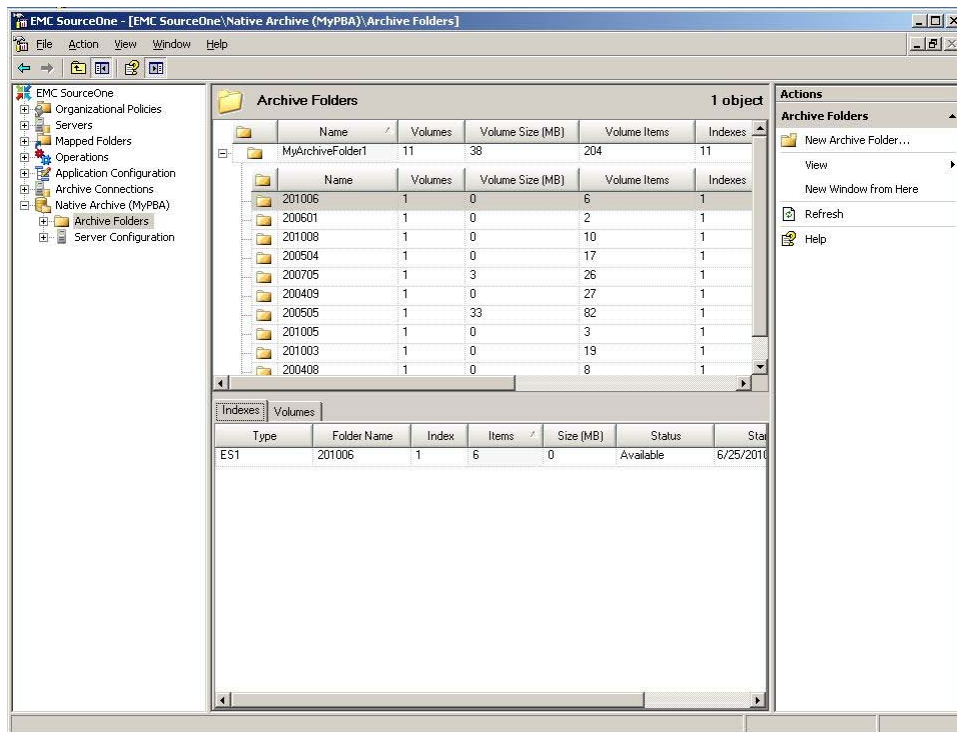 EMC SourceOne - [EMC SourceOne\Native Archive (MyPBA)\Archive Folders]
File Action View Window Help
EMC SourceOne
Organizational Policies
Servers
Mapped Folders
Operations
Application Configuration
Archive Connections
Native Archive (MyPBA)
Archive Folders
Server Configuration
Archive Folders 1 object
Name Volumes Volume Size (MB) Volume Items Indexes
MyArchiveFolder1 11 38 204 11
Name Volumes Volume Size (MB) Volume Items Indexes
201006 1 0 6 1
200601 1 0 2 1
201008 1 0 10 1
200504 1 0 17 1
200705 1 3 26 1
200409 1 0 27 1
200505 1 33 82 1
201005 1 0 3 1
201003 1 0 19 1
200408 1 0 8 1
Indexes Volumes
Type Folder Name Index Items Size (MB) Status
ES1 201006 1 6 0 Available 6/25/2010
Actions
Archive Folders
New Archive Folder...
View
New Window from Here
Refresh
Help